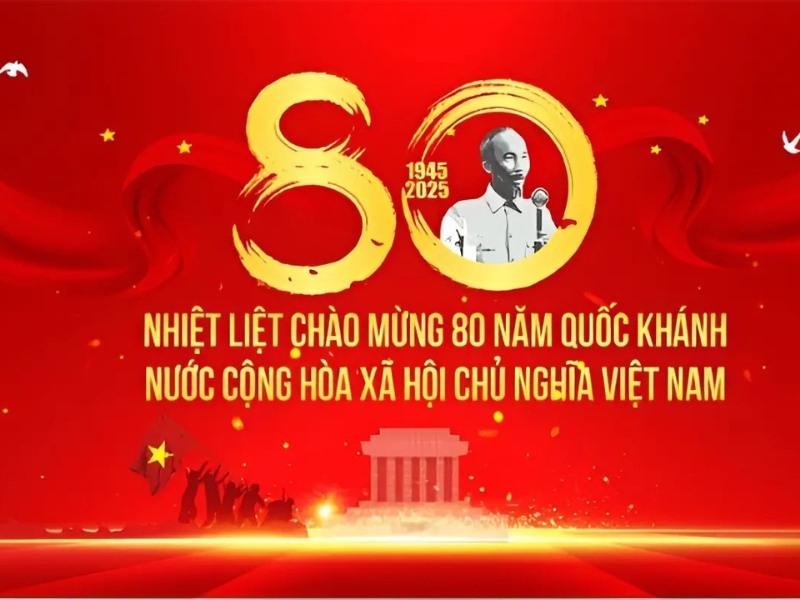 80
1945
2025
NHIỆT LIỆT CHÀO MỪNG 80 NĂM QUỐC KHÁNH
NƯỚC CỘNG HÒA XÃ HỘI CHỦ NGHĨA VIỆT NAM